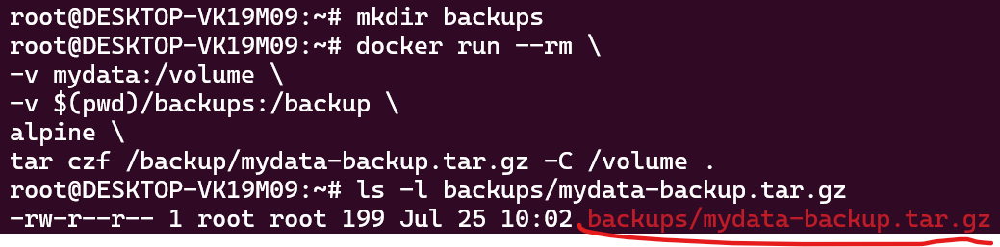 root@DESKTOP-VK19M09:~# mkdir backups
root@DESKTOP-VK19M09:~# docker run --rm \
-v mydata:/volume \
-v $(pwd)/backups:/backup \
alpine \
tar czf /backup/mydata-backup.tar.gz -C /volume .
root@DESKTOP-VK19M09:~# ls -l backups/mydata-backup.tar.gz
-rw-r--r-- 1 root root 199 Jul 25 10:02 backups/mydata-backup.tar.gz